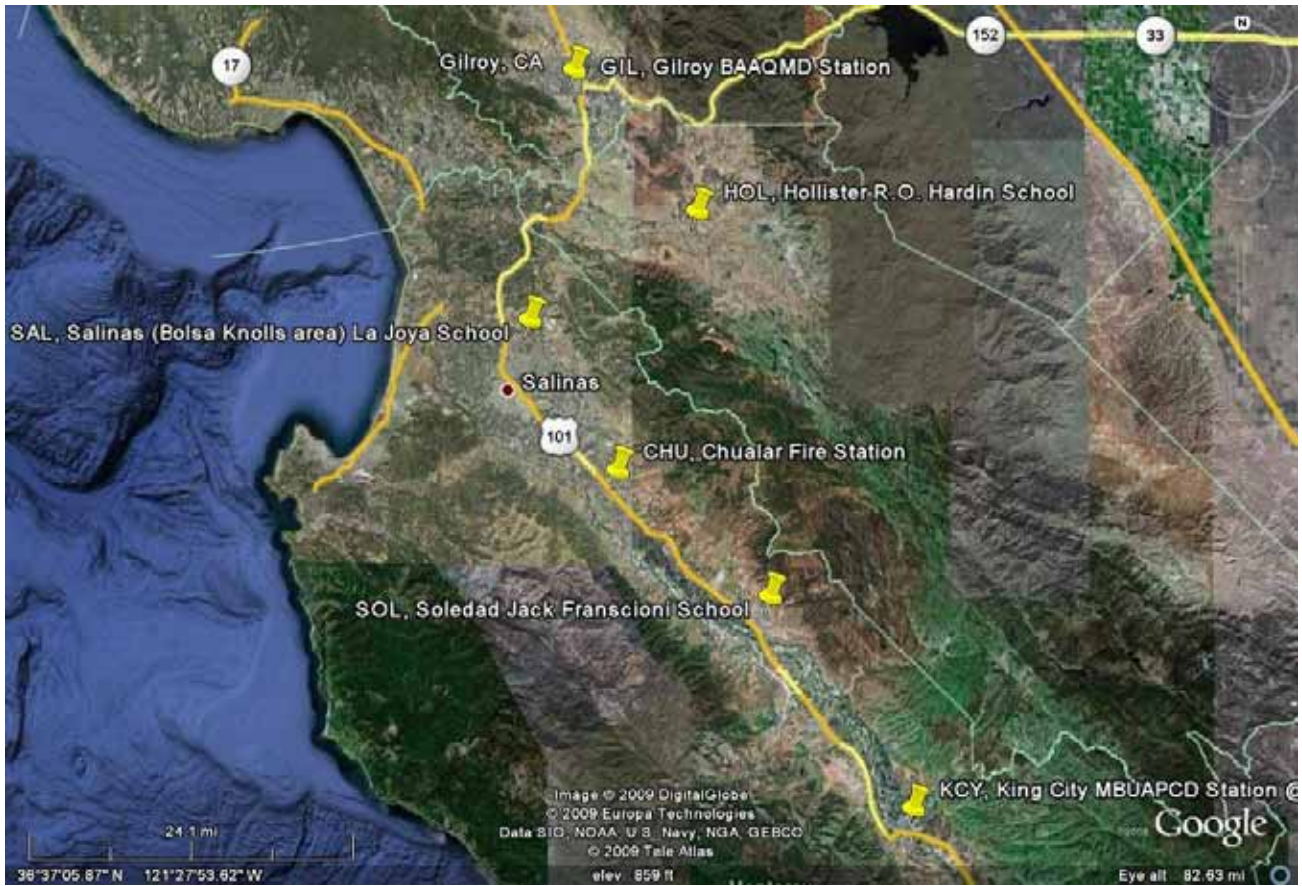 17
152
33
N
Gilroy, CA
GIL, Gilroy BAAQMD Station
HOL, Hollister R.O. Hardin School
SAL, Salinas (Bolsa Knolls area) La Joya School
Salinas
101
CHU, Chualar Fire Station
SOL, Soledad Jack Franscioni School
KCY, King City MBUAPCD Station @
Image © 2009 DigitalGlobe
© 2009 Europa Technologies
Data SIO, NOAA, U.S. Navy, NGA, GEBCO
© 2009 Tele Atlas
Google
24.1 mi
36°37'05.87" N 121°27'53.62" W
elev 859 ft
Eye alt 82.63 mi